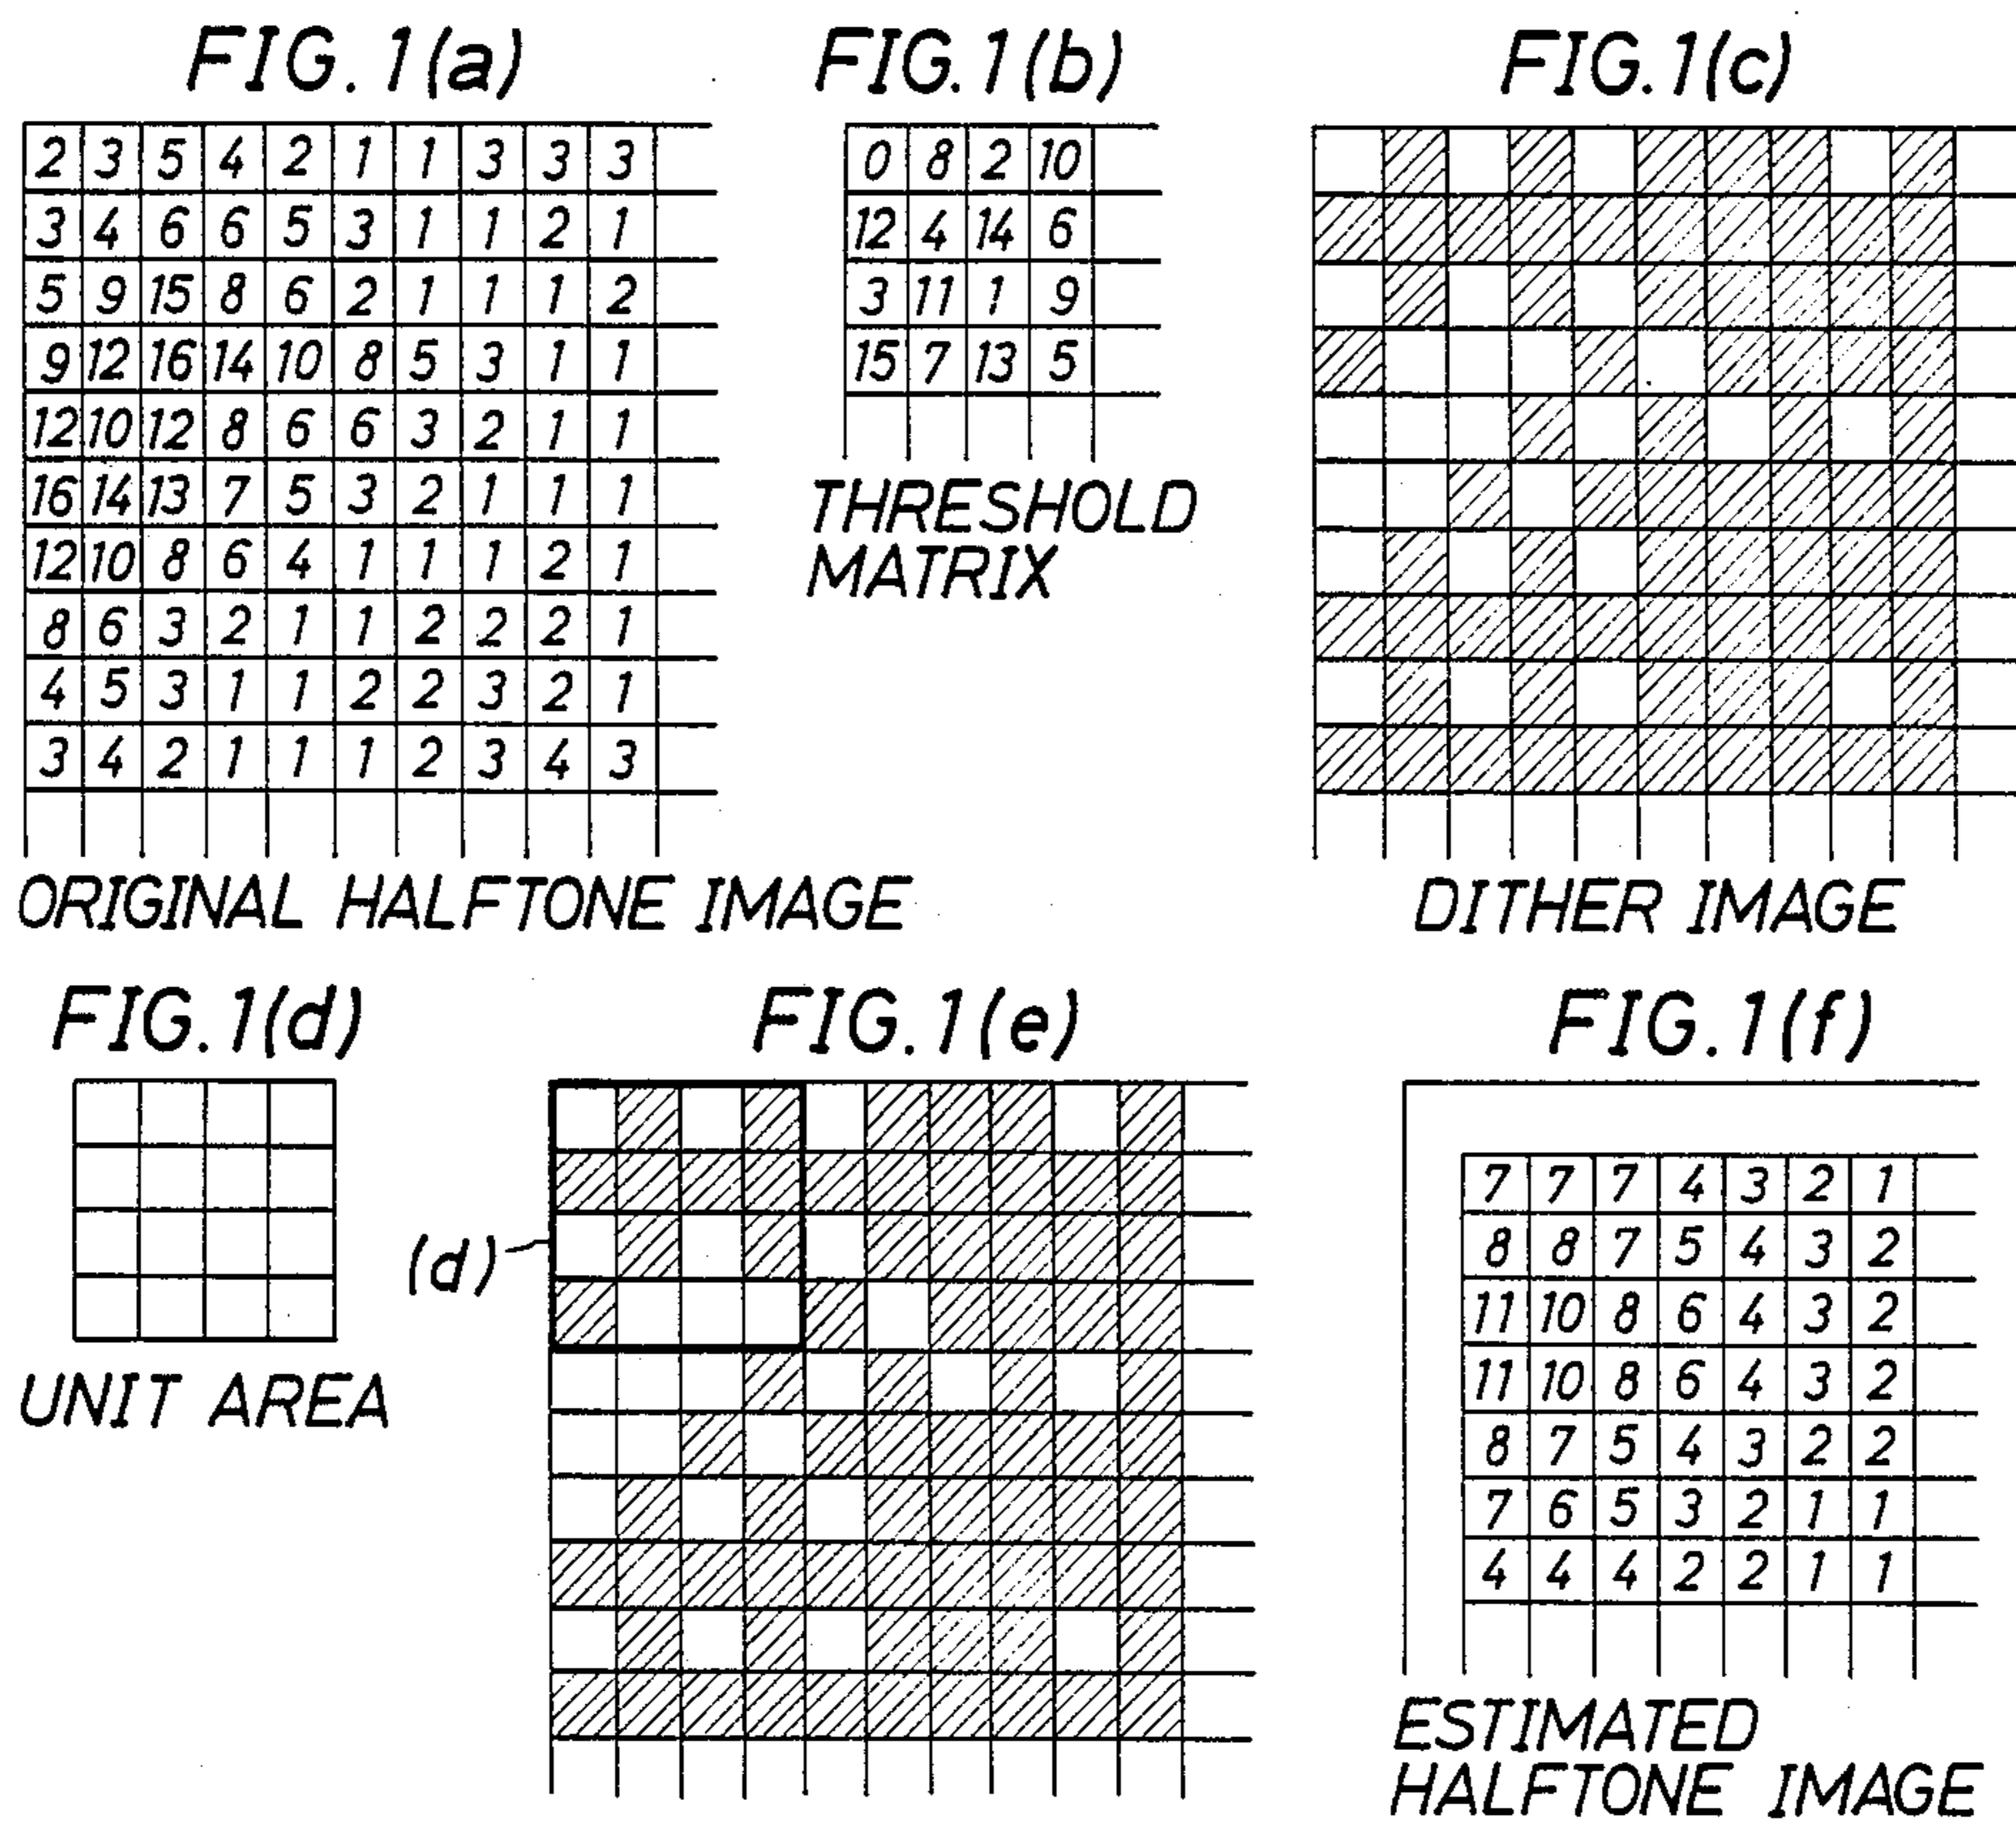 FIG. 1(a)
2 3 5 4 2 1 1 3 3 3
3 4 6 6 5 3 1 1 2 1
5 9 15 8 6 2 1 1 1 2
9 12 16 14 10 8 5 3 1 1
12 10 12 8 6 6 3 2 1 1
16 14 13 7 5 3 2 1 1 1
12 10 8 6 4 1 1 1 2 1
8 6 3 2 1 1 2 2 2 1
4 5 3 1 1 2 2 3 2 1
3 4 2 1 1 1 2 3 4 3
ORIGINAL HALFTONE IMAGE
FIG. 1(b)
0 8 2 10
12 4 14 6
3 11 1 9
15 7 13 5
THRESHOLD
MATRIX
FIG. 1(c)
DITHER IMAGE
FIG. 1(d)
UNIT AREA
FIG. 1(e)
(d)
FIG. 1(f)
7 7 7 4 3 2 1
8 8 7 5 4 3 2
11 10 8 6 4 3 2
11 10 8 6 4 3 2
8 7 5 4 3 2 2
7 6 5 3 2 1 1
4 4 4 2 2 1 1
ESTIMATED
HALFTONE IMAGE